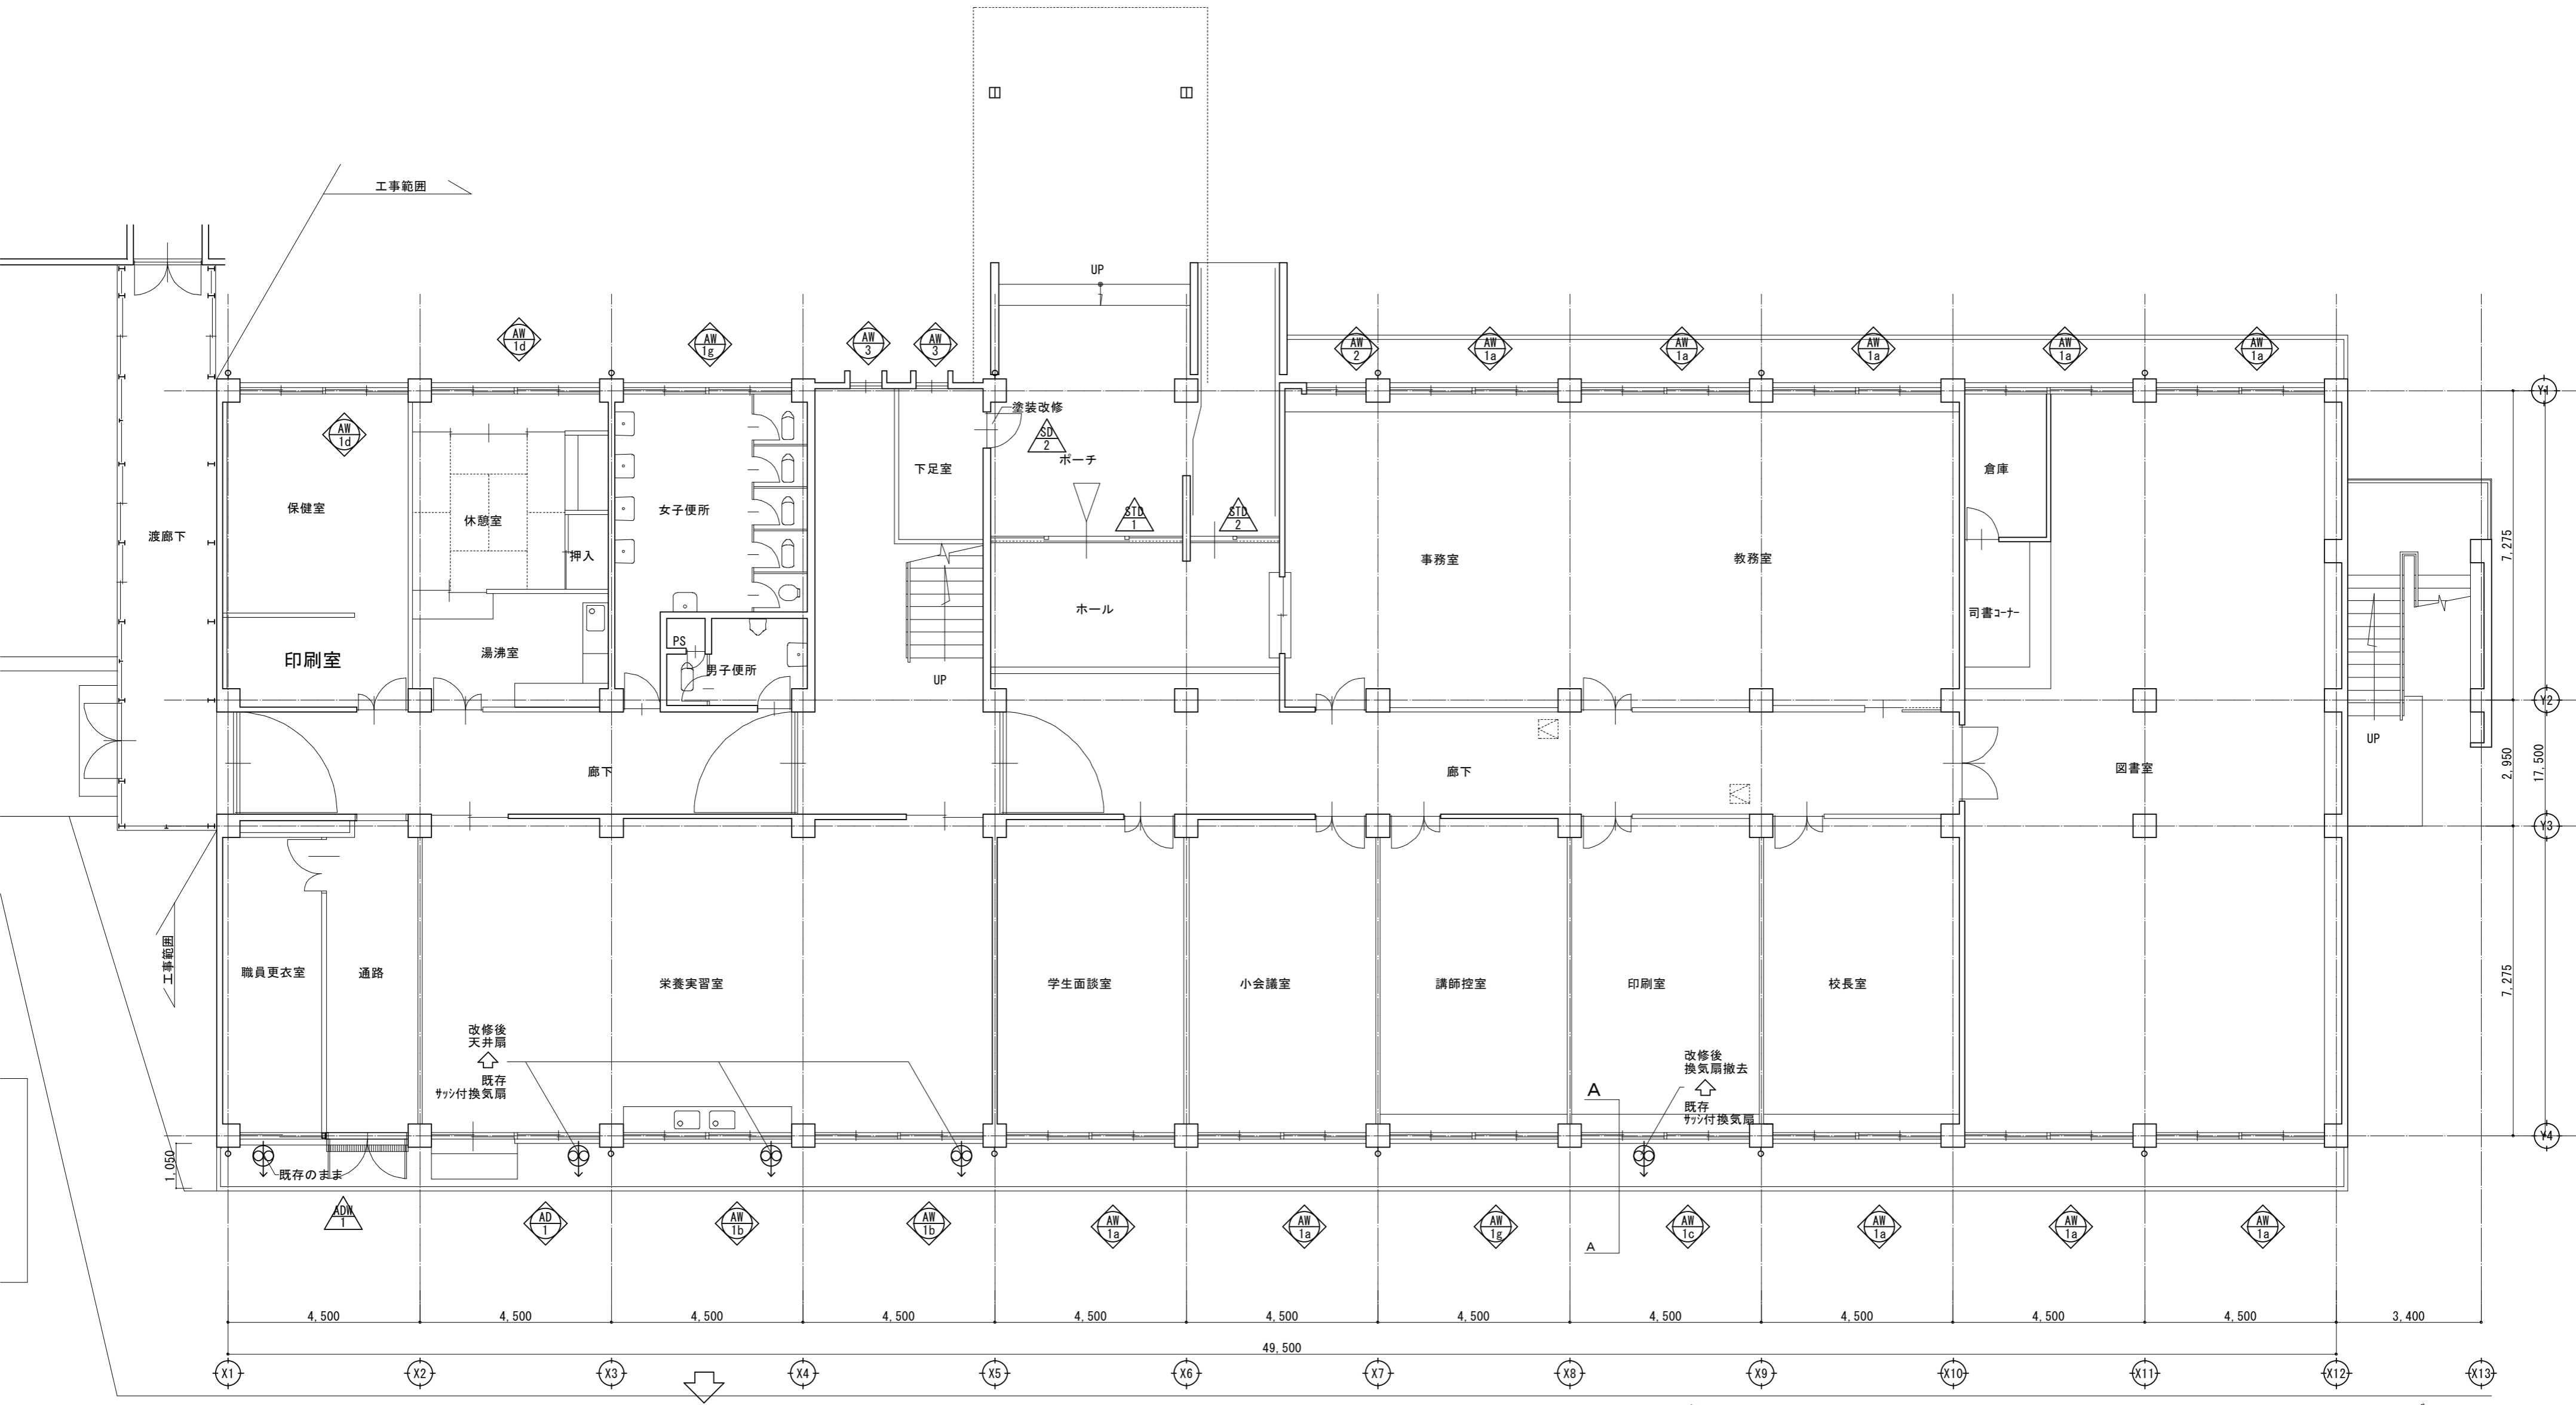 工事範囲
UP
AW
1d
AW
1g
AW
3
AW
3
AW
2
AW
1a
AW
1a
AW
1a
AW
1a
AW
1a
Y1
AW
1d
塗装改修
SD
2
ポーチ
下足室
倉庫
保健室
休憩室
女子便所
STD
1
STD
2
渡廊下
押入
事務室
教務室
7,275
ホール
司書ｺｰﾅｰ
印刷室
湯沸室
PS
男子便所
UP
Y2
UP
廊下
廊下
図書室
2,950
17,500
Y3
工事範囲
職員更衣室
通路
栄養実習室
学生面談室
小会議室
講師控室
印刷室
校長室
7,275
改修後
天井扇
既存
ｻｯｼ付換気扇
改修後
換気扇撤去
既存
ｻｯｼ付換気扇
A
Y4
1,050
既存のまま
ADW
1
AD
1
AW
1b
AW
1b
AW
1a
AW
1a
AW
1g
AW
1c
AW
1a
AW
1a
AW
1a
A
4,500
4,500
4,500
4,500
4,500
4,500
4,500
4,500
4,500
4,500
4,500
3,400
49,500
X1
X2
X3
X4
X5
X6
X7
X8
X9
X10
X11
X12
X13